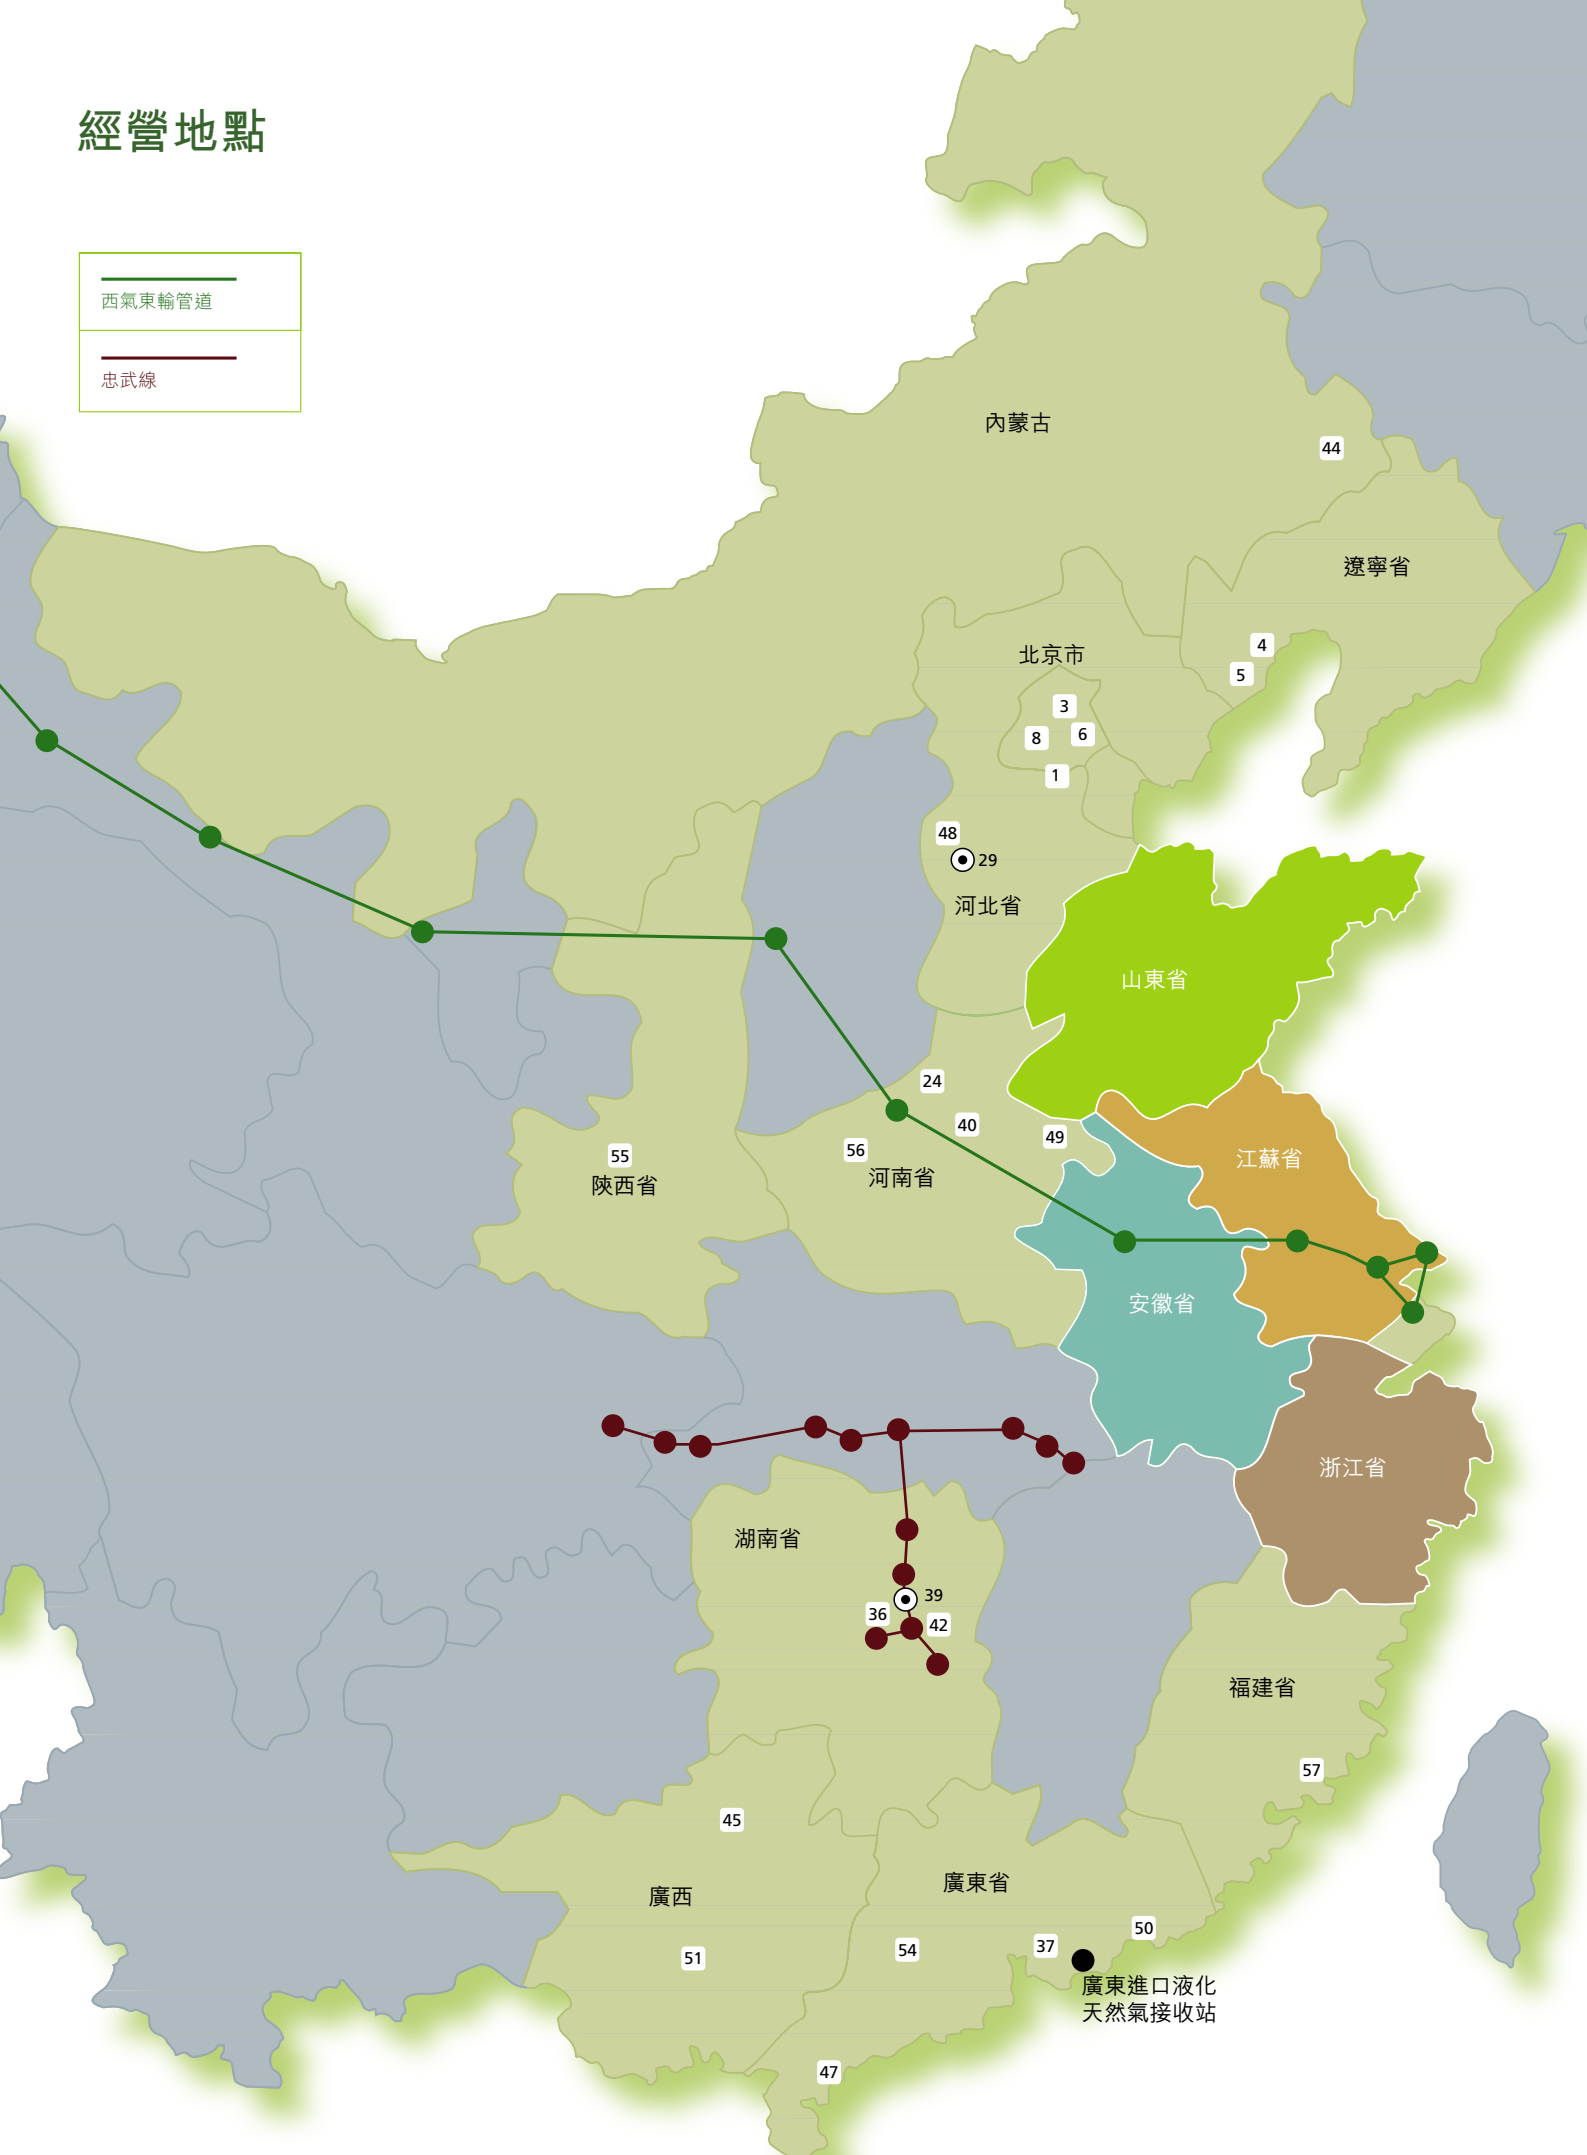 經營地點
西氣東輸管道
忠武線
內蒙古
44
遼寧省
4
5
北京市
3
8
6
1
48
29
河北省
山東省
24
40
49
56
河南省
55
陝西省
江蘇省
安徽省
浙江省
湖南省
39
36
42
福建省
57
45
廣西
廣東省
51
54
37
50
廣東進口液化
天然氣接收站
47